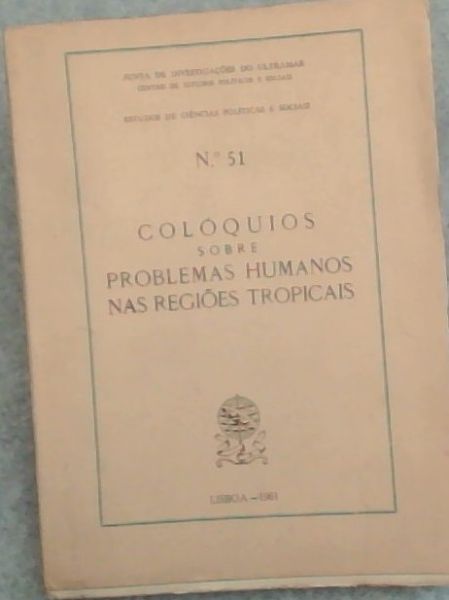 JUNTA DE INVESTIGAÇÕES DO ULTRAMAR
CENTRO DE ESTUDOS POLÍTICOS E SOCIAIS
ESTUDOS DE CIÊNCIAS POLÍTICAS E SOCIAIS
N.º 51
COLÓQUIOS
SOBRE
PROBLEMAS HUMANOS
NAS REGIÕES TROPICAIS
LISBOA — 1961